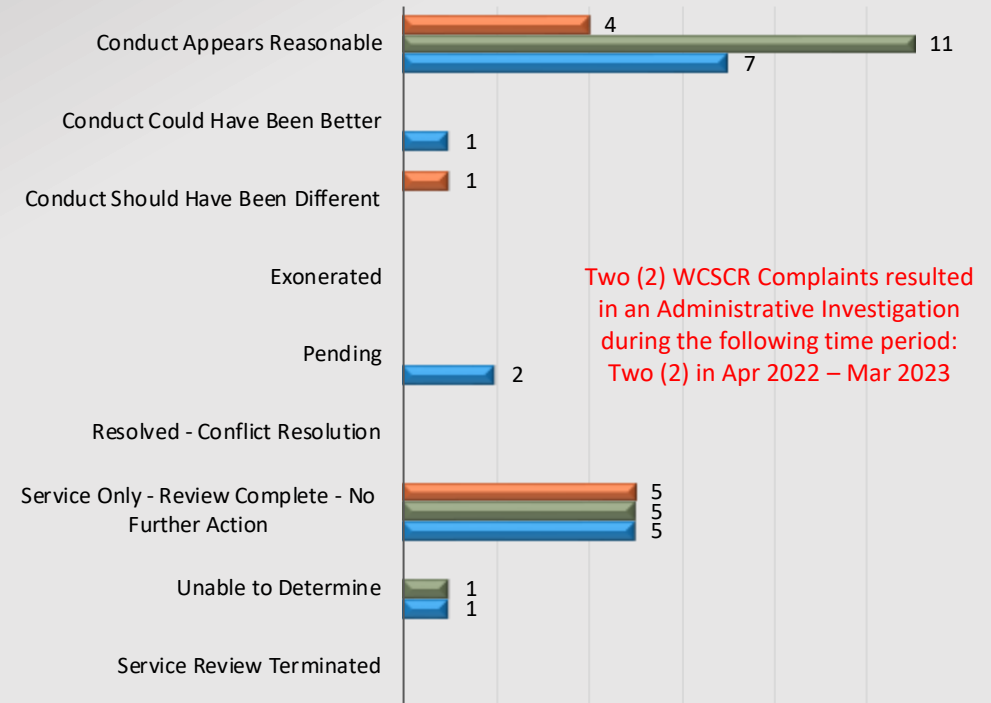 4
Conduct Appears Reasonable
11
7
Conduct Could Have Been Better
1
1
Conduct Should Have Been Different
Exonerated
Two (2) WCSCR Complaints resulted
in an Administrative Investigation
during the following time period:
Two (2) in Apr 2022 – Mar 2023
Pending
2
Resolved - Conflict Resolution
Service Only - Review Complete - No
Further Action
5
5
5
Unable to Determine
1
1
Service Review Terminated